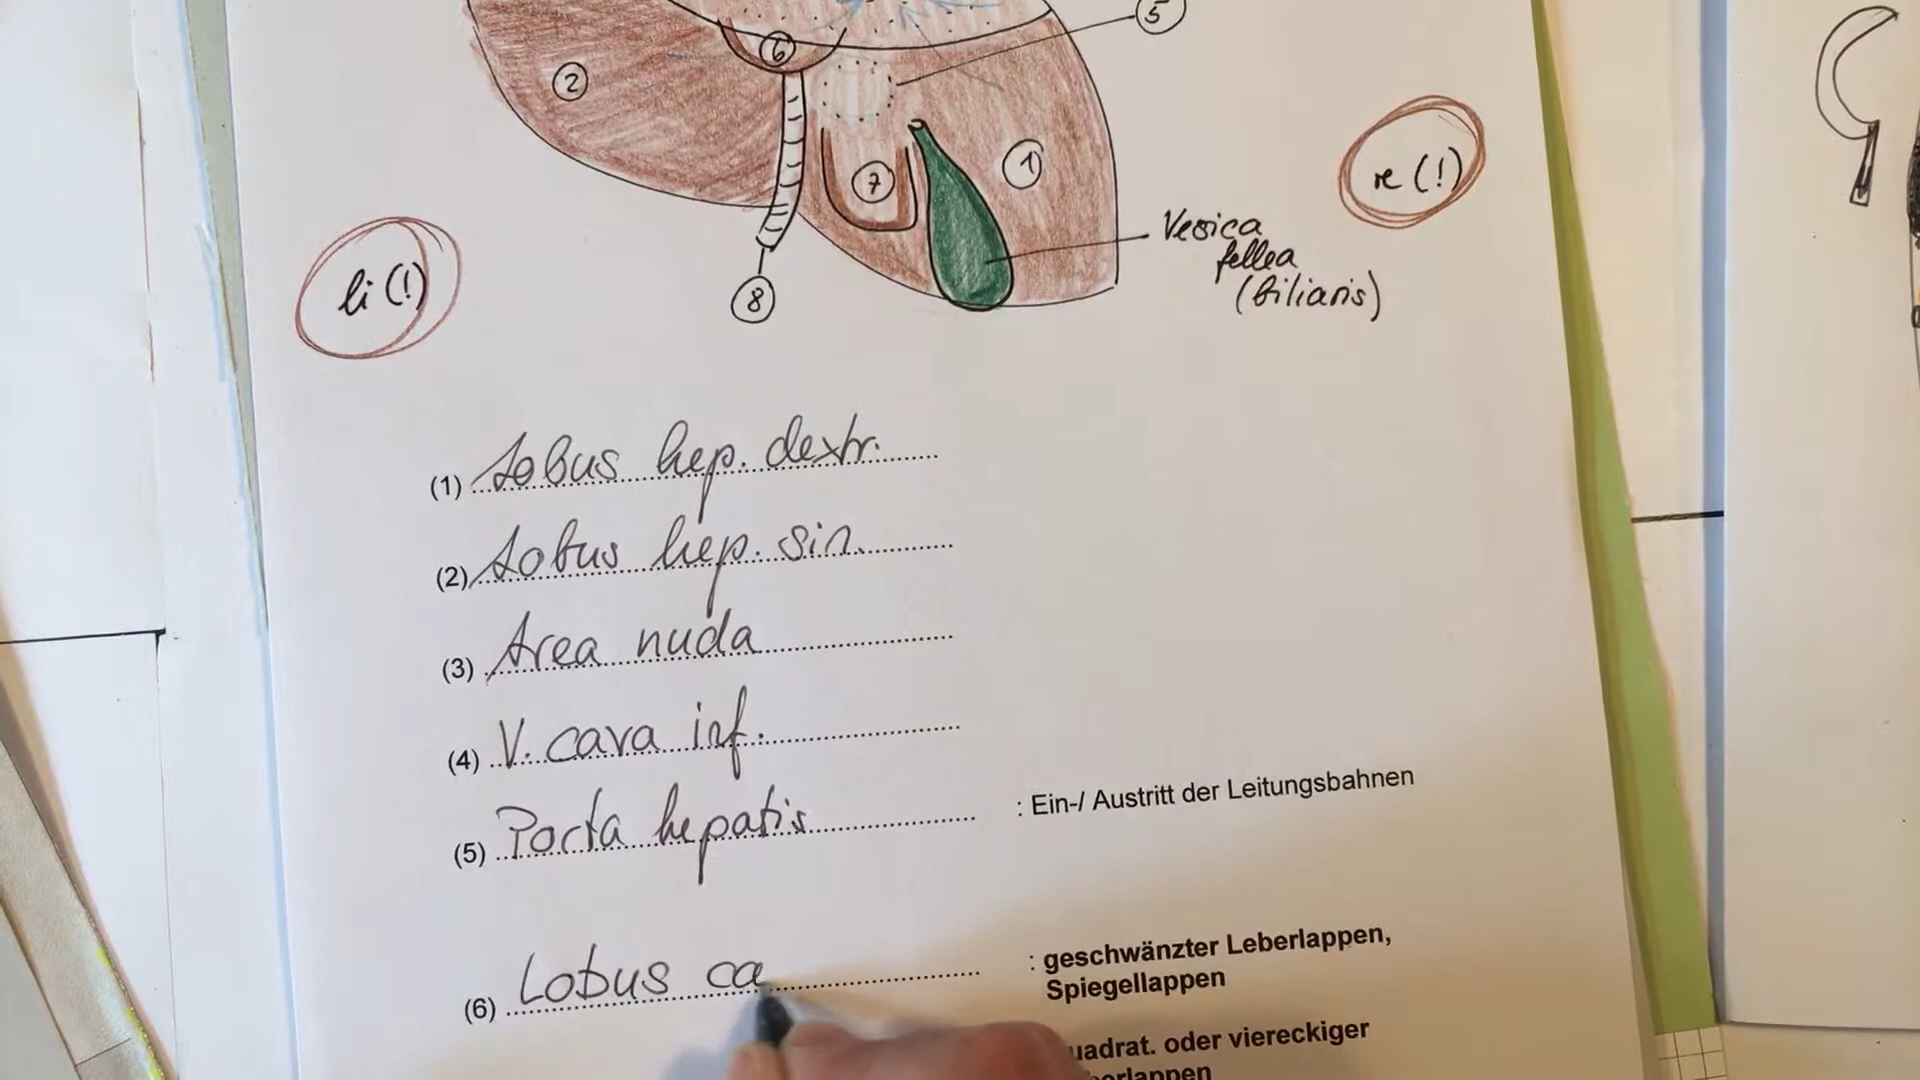 5
6
2
re (!)
7
1
Vesica
fellea
(biliaris)
li (!)
8
(1) Lobus hep. dextr.
(2) Lobus hep. sin.
(3) Area nuda
(4) V. cava inf.
(5) Porta hepatis : Ein-/ Austritt der Leitungsbahnen
(6) Lobus ca : geschwänzter Leberlappen,
Spiegellappen
oder viereckiger